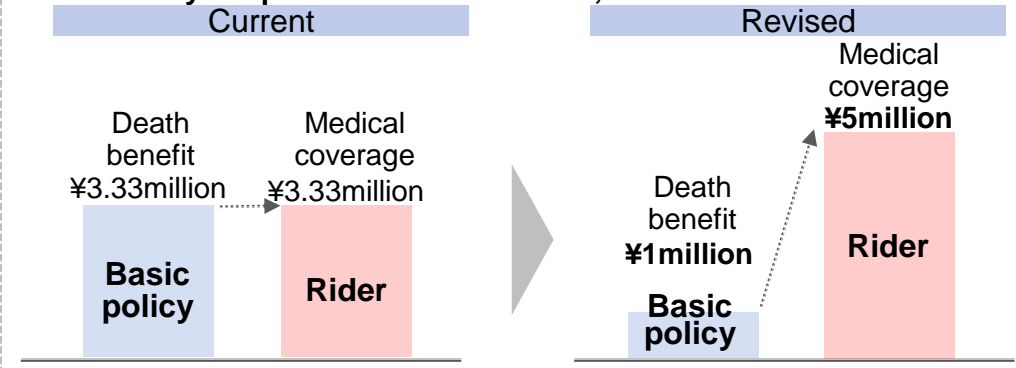 Current
Death
benefit
¥3.33million
Medical
coverage
¥3.33million
Basic
policy
Rider
Revised
Death
benefit
¥1million
Medical
coverage
¥5million
Basic
policy
Rider